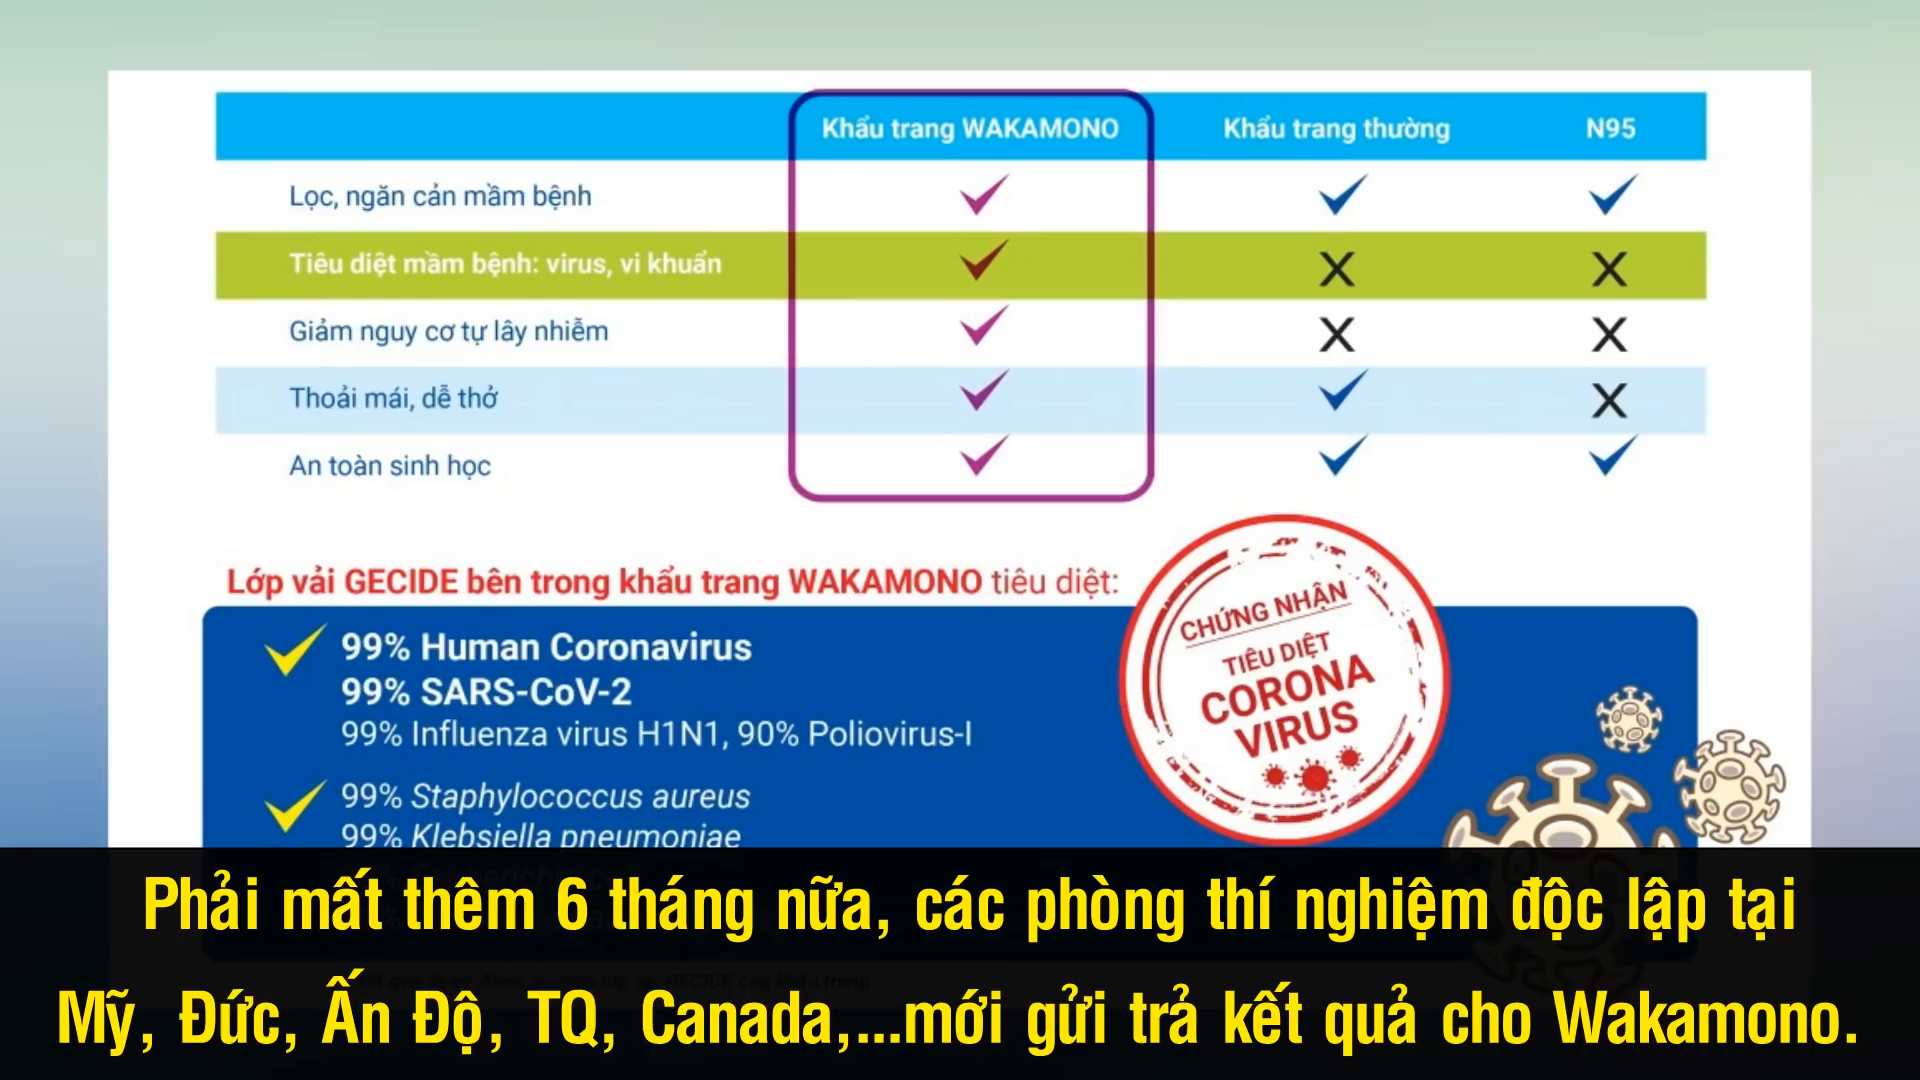 Khẩu trang WAKAMONO Khẩu trang thường N95
Lọc, ngăn cản mầm bệnh
Tiêu diệt mầm bệnh: virus, vi khuẩn X X
Giảm nguy cơ tự lây nhiễm X X
Thoải mái, dễ thở X
An toàn sinh học
Lớp vải GECIDE bên trong khẩu trang WAKAMONO tiêu diệt:
99% Human Coronavirus
99% SARS-CoV-2
99% Influenza virus H1N1, 90% Poliovirus-I
99% Staphylococcus aureus
99% Klebsiella pneumoniae
CHỨNG NHẬN
TIÊU DIỆT
CORONA
VIRUS
Phải mất thêm 6 tháng nữa, các phòng thí nghiệm độc lập tại
Mỹ, Đức, Ấn Độ, TQ, Canada,...mới gửi trả kết quả cho Wakamono.